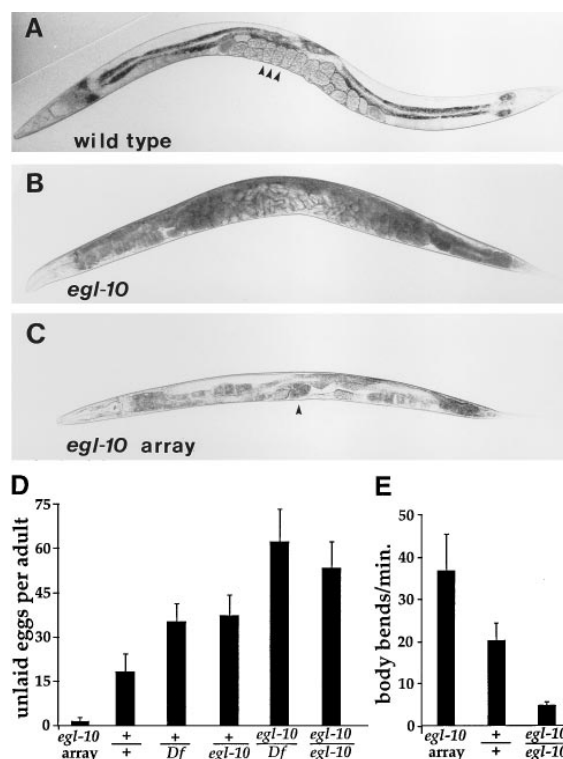 A
wild type
B
egl-10
C
egl-10 array
D
unlaid eggs per adult
75
60
45
30
15
0
egl-10 array
+/+
+/Df
+/egl-10
egl-10/Df
egl-10/egl-10
E
body bends/min.
50
40
30
20
10
0
egl-10 array
+/+
egl-10/egl-10